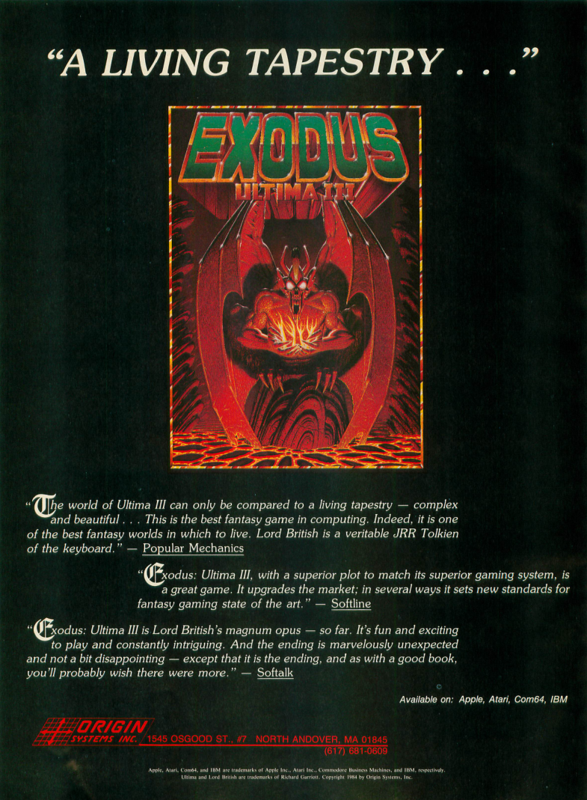 “A LIVING TAPESTRY . . .”
EXODUS
ULTIMA III
“The world of Ultima III can only be compared to a living tapestry — complex
and beautiful . . . This is the best fantasy game in computing. Indeed, it is one
of the best fantasy worlds in which to live. Lord British is a veritable JRR Tolkien
of the keyboard.” — Popular Mechanics
“Exodus: Ultima III, with a superior plot to match its superior gaming system, is
a great game. It upgrades the market; in several ways it sets new standards for
fantasy gaming state of the art.” — Softline
“Exodus: Ultima III is Lord British's magnum opus — so far. It's fun and exciting
to play and constantly intriguing. And the ending is marvelously unexpected
and not a bit disappointing — except that it is the ending, and as with a good book,
you'll probably wish there were more.” — Softalk
©
Available on: Apple, Atari, Com64, IBM
ORIGIN
SYSTEMS INC. 1545 OSGOOD ST., #7 NORTH ANDOVER, MA 01845
(617) 681-0609
Apple, Atari, Com64, and IBM are trademarks of Apple Inc., Atari Inc., Commodore Business Machines, and IBM, respectively.
Ultima and Lord British are trademarks of Richard Garriott. Copyright 1984 by Origin Systems, Inc.